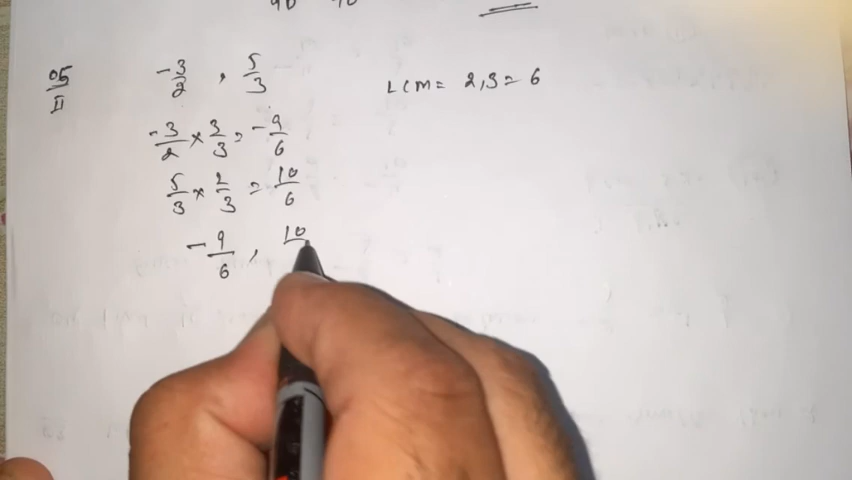 05/II -3/2 , 5/3 LCM = 2,3 = 6
-3/2 × 3/3 = -9/6
5/3 × 2/3 = 10/6
-9/6 , 10